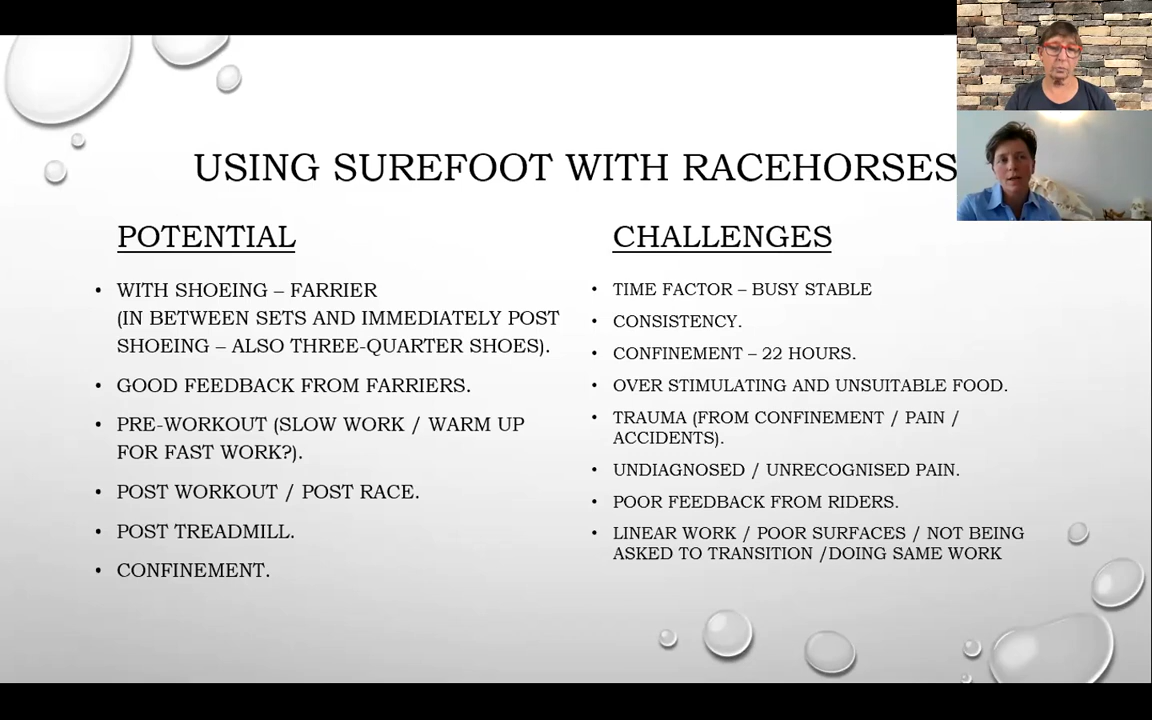 USING SUREFOOT WITH RACEHORSES
POTENTIAL
• WITH SHOEING – FARRIER
(IN BETWEEN SETS AND IMMEDIATELY POST
SHOEING – ALSO THREE-QUARTER SHOES).
• GOOD FEEDBACK FROM FARRIERS.
• PRE-WORKOUT (SLOW WORK / WARM UP
FOR FAST WORK?).
• POST WORKOUT / POST RACE.
• POST TREADMILL.
• CONFINEMENT.
CHALLENGES
• TIME FACTOR – BUSY STABLE
• CONSISTENCY.
• CONFINEMENT – 22 HOURS.
• OVER STIMULATING AND UNSUITABLE FOOD.
• TRAUMA (FROM CONFINEMENT / PAIN /
ACCIDENTS).
• UNDIAGNOSED / UNRECOGNISED PAIN.
• POOR FEEDBACK FROM RIDERS.
• LINEAR WORK / POOR SURFACES / NOT BEING
ASKED TO TRANSITION /DOING SAME WORK